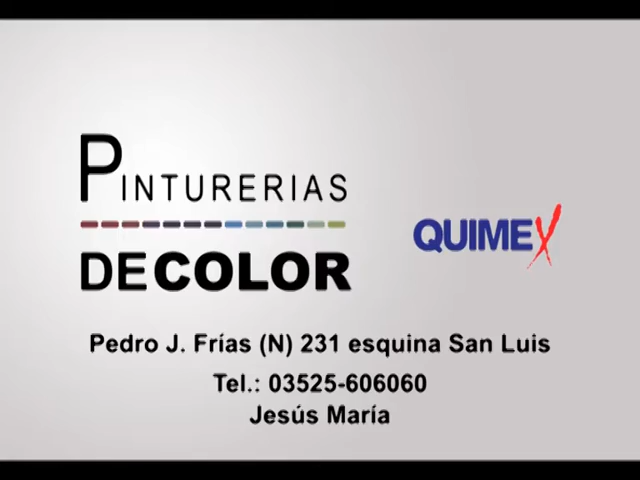 PINTURERIAS
DECOLOR
QUIMEX
Pedro J. Frías (N) 231 esquina San Luis
Tel.: 03525-606060
Jesús María